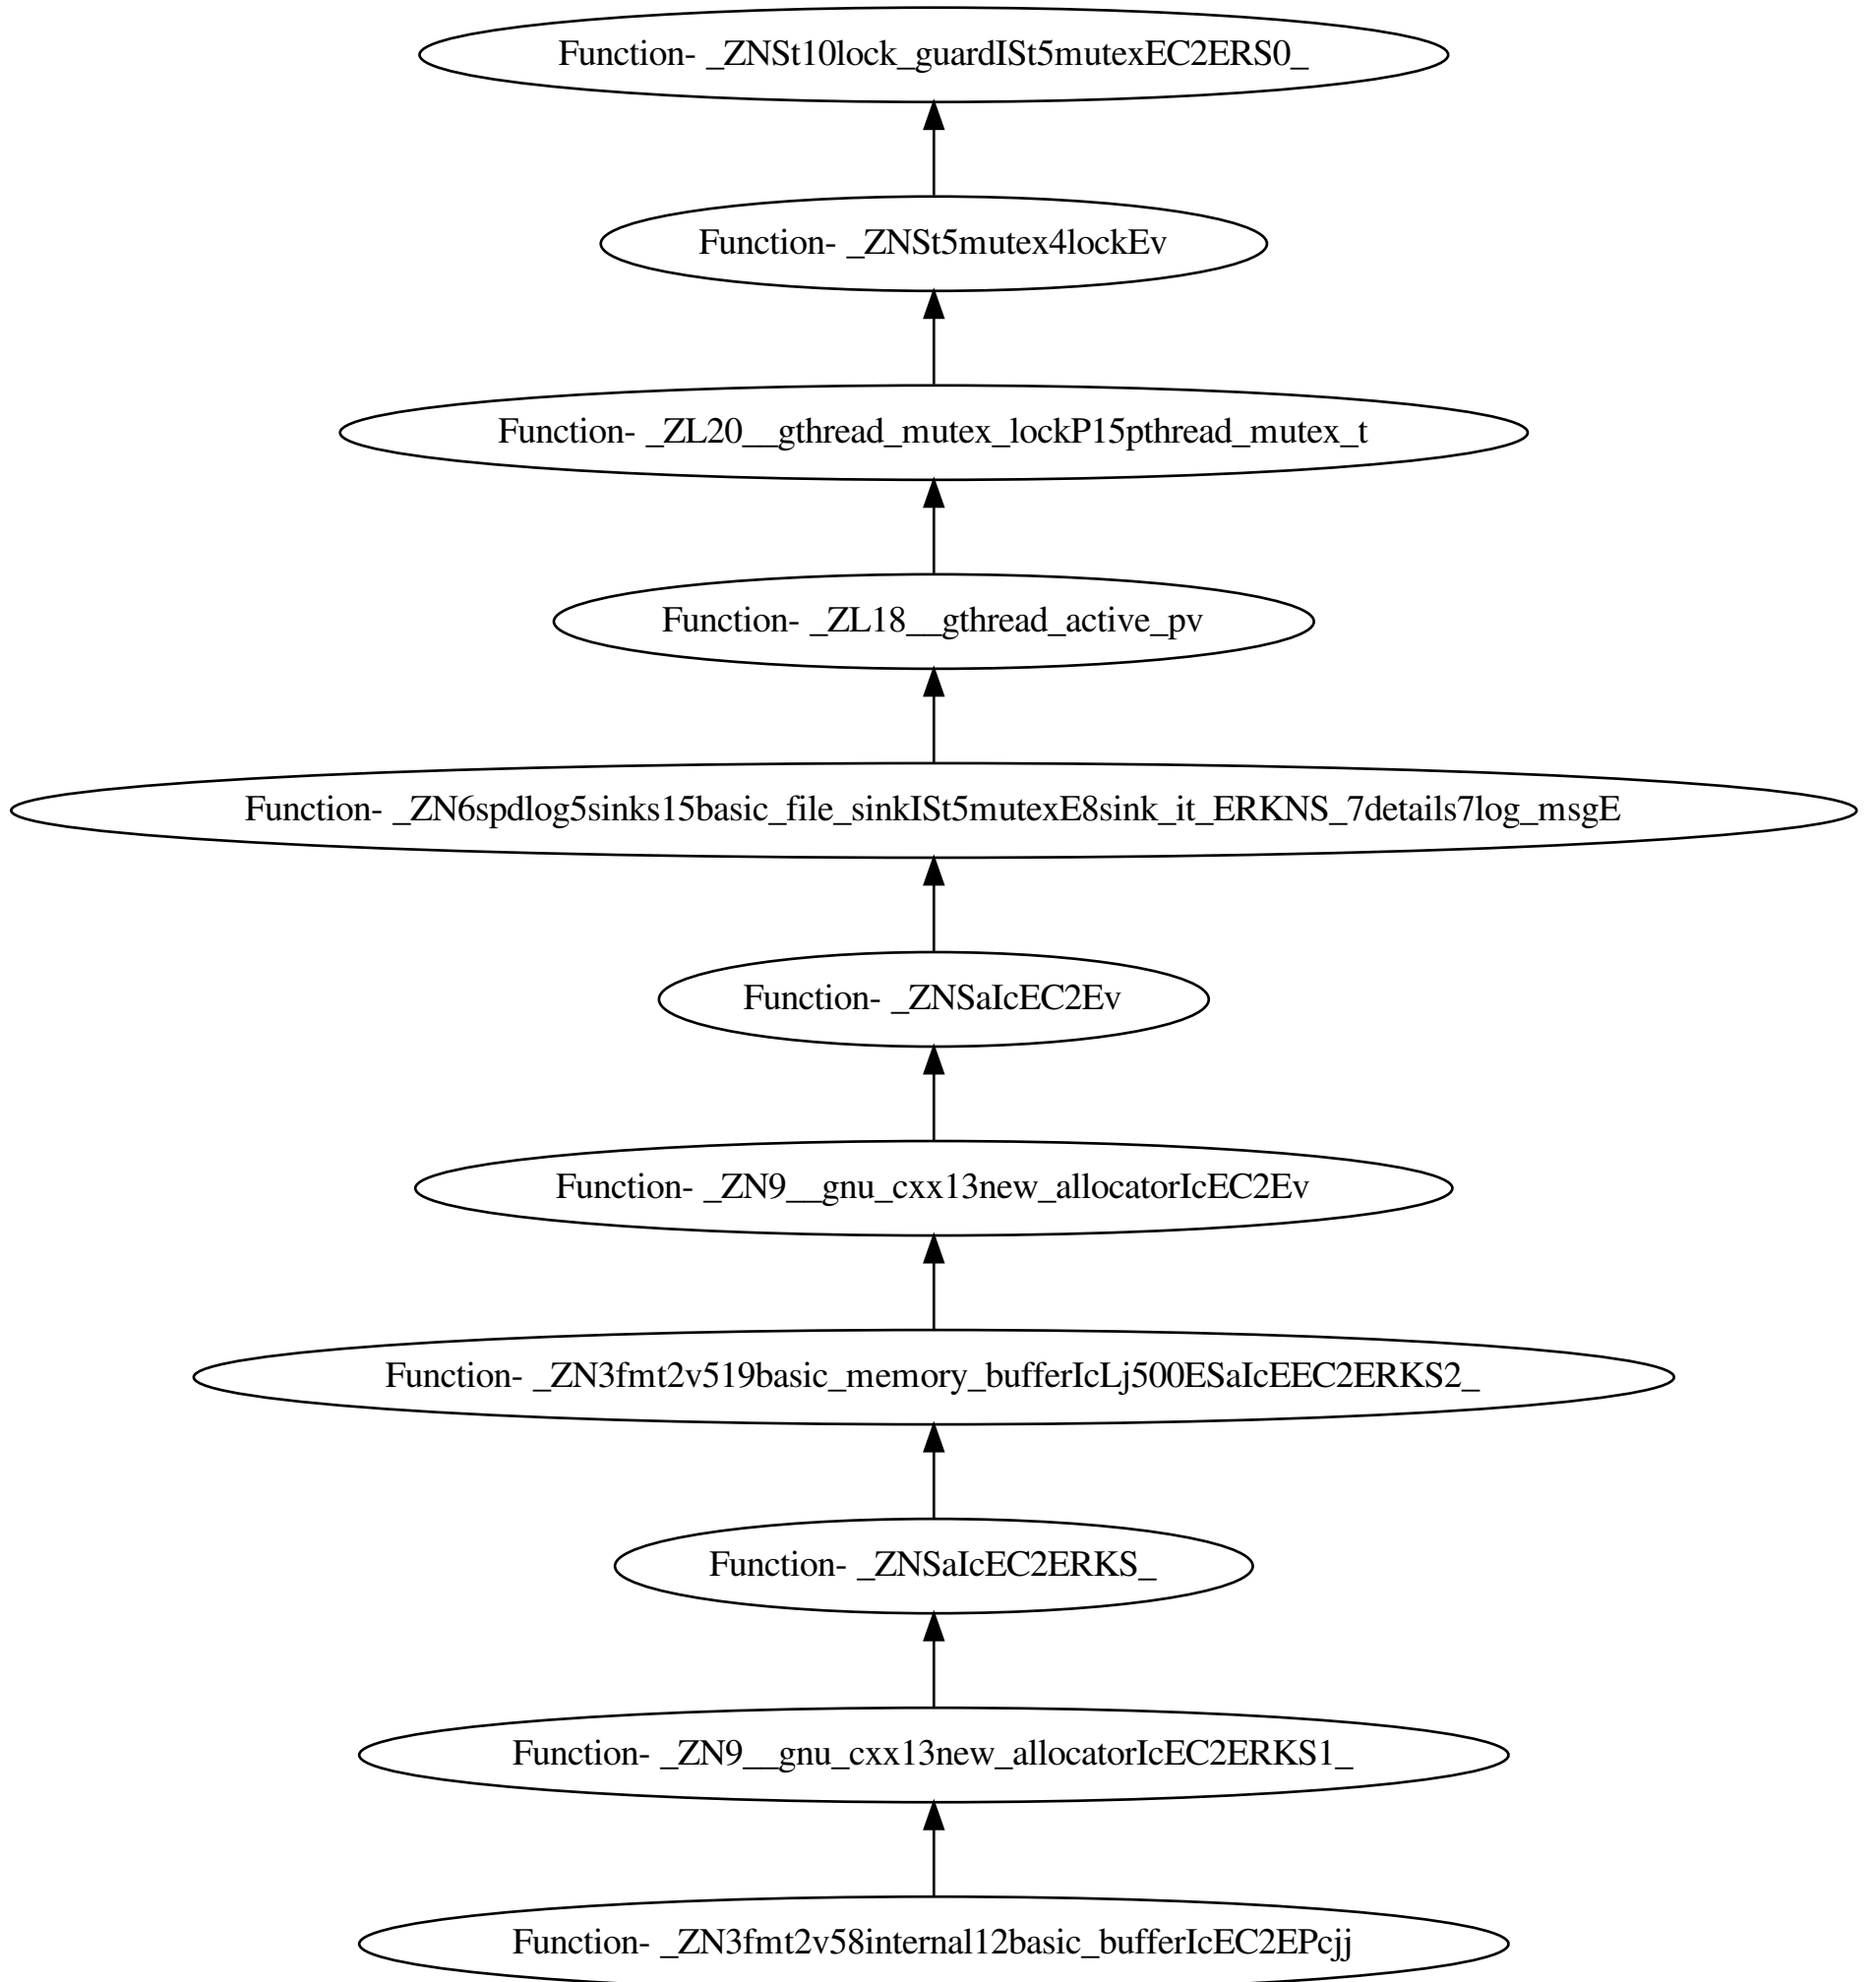 Function- _ZNSt10lock_guardISt5mutexEC2ERS0_
Function- _ZNSt5mutex4lockEv
Function- _ZL20__gthread_mutex_lockP15pthread_mutex_t
Function- _ZL18__gthread_active_pv
Function- _ZN6spdlog5sinks15basic_file_sinkISt5mutexE8sink_it_ERKNS_7details7log_msgE
Function- _ZNSaIcEC2Ev
Function- _ZN9__gnu_cxx13new_allocatorIcEC2Ev
Function- _ZN3fmt2v519basic_memory_bufferIcLj500ESaIcEEC2ERKS2_
Function- _ZNSaIcEC2ERKS_
Function- _ZN9__gnu_cxx13new_allocatorIcEC2ERKS1_
Function- _ZN3fmt2v58internal12basic_bufferIcEC2EPcjj